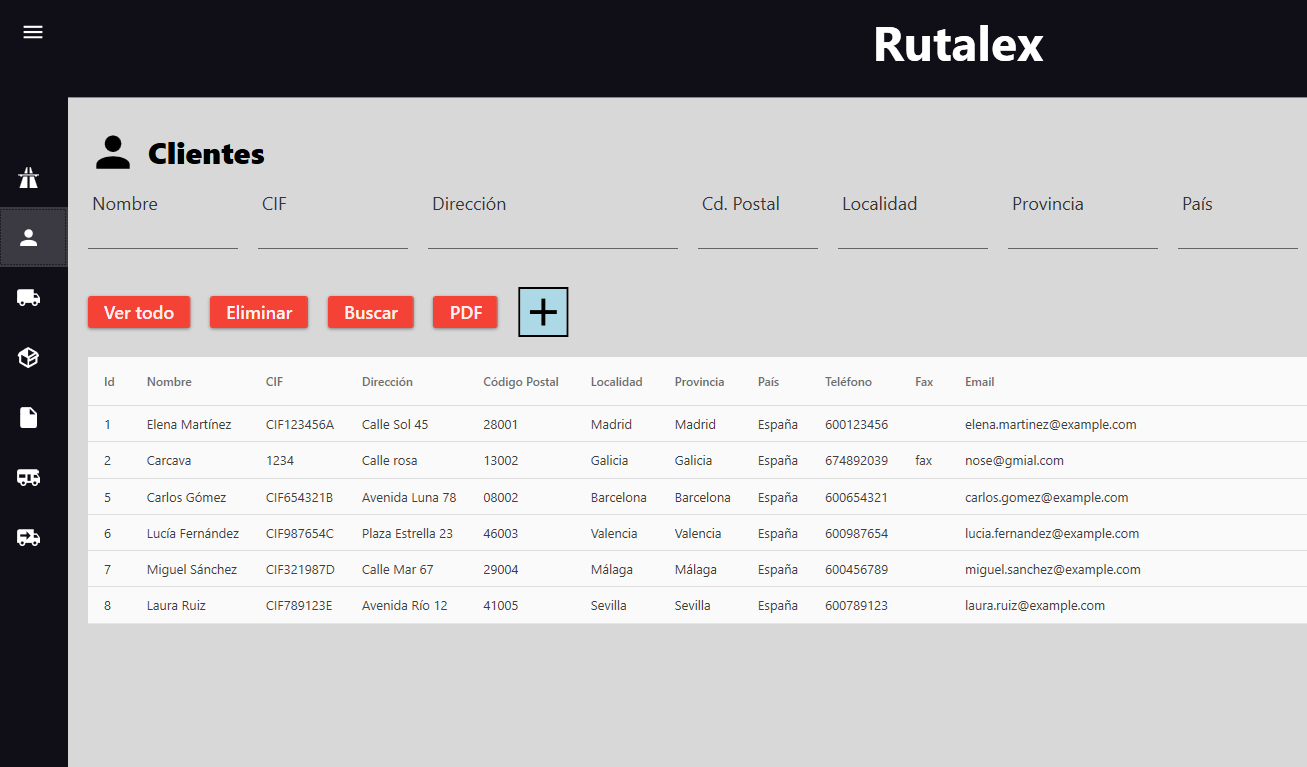 Rutalex
Clientes
Nombre CIF Dirección Cd. Postal Localidad Provincia País
Ver todo Eliminar Buscar PDF +
Id Nombre CIF Dirección Código Postal Localidad Provincia País Teléfono Fax Email
1 Elena Martínez CIF123456A Calle Sol 45 28001 Madrid Madrid España 600123456 elena.martinez@example.com
2 Carcava 1234 Calle rosa 13002 Galicia Galicia España 674892039 fax nose@gmial.com
5 Carlos Gómez CIF654321B Avenida Luna 78 08002 Barcelona Barcelona España 600654321 carlos.gomez@example.com
6 Lucía Fernández CIF987654C Plaza Estrella 23 46003 Valencia Valencia España 600987654 lucia.fernandez@example.com
7 Miguel Sánchez CIF321987D Calle Mar 67 29004 Málaga Málaga España 600456789 miguel.sanchez@example.com
8 Laura Ruiz CIF789123E Avenida Río 12 41005 Sevilla Sevilla España 600789123 laura.ruiz@example.com